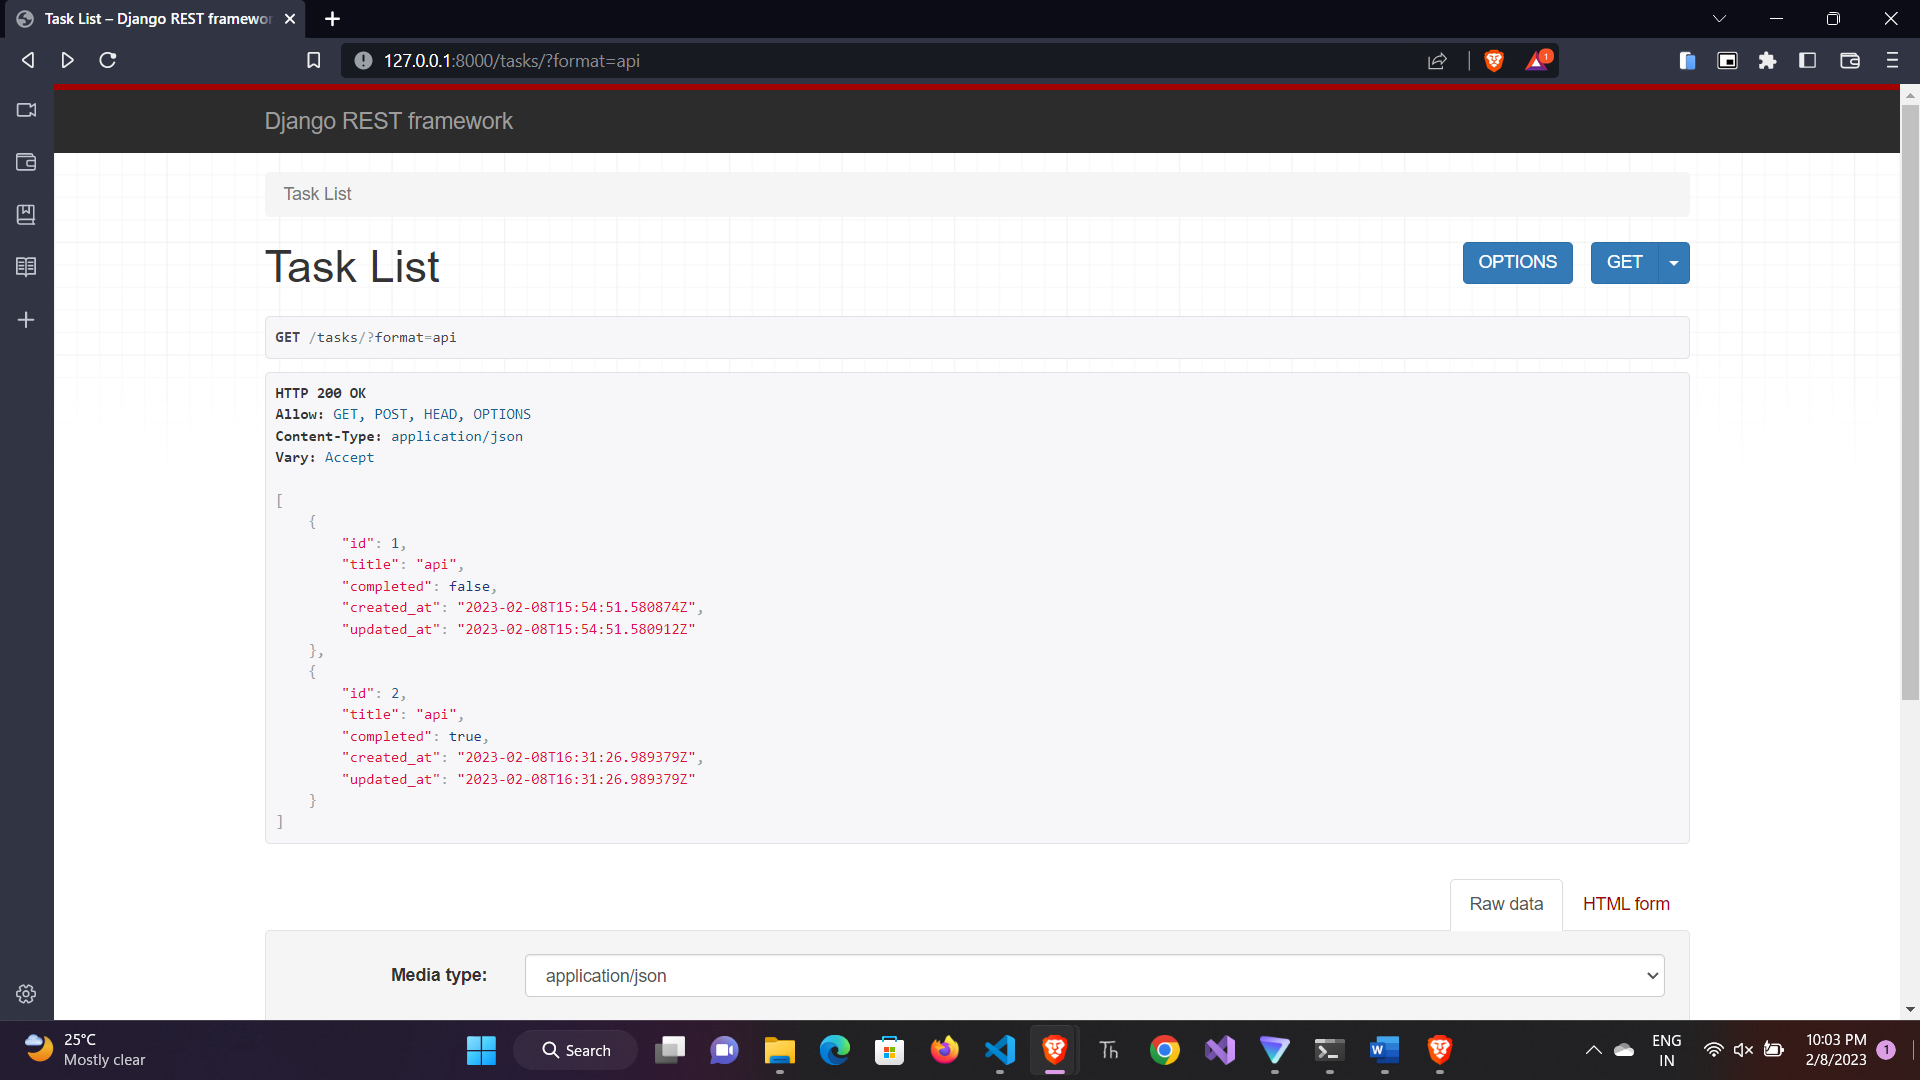 Task List – Django REST framewor
127.0.0.1:8000/tasks/?format=api
1
Django REST framework
Task List
Task List
OPTIONS
GET
GET /tasks/?format=api
HTTP 200 OK
Allow: GET, POST, HEAD, OPTIONS
Content-Type: application/json
Vary: Accept
[
    {
        "id": 1,
        "title": "api",
        "completed": false,
        "created_at": "2023-02-08T15:54:51.580874Z",
        "updated_at": "2023-02-08T15:54:51.580912Z"
    },
    {
        "id": 2,
        "title": "api",
        "completed": true,
        "created_at": "2023-02-08T16:31:26.989379Z",
        "updated_at": "2023-02-08T16:31:26.989379Z"
    }
]
Raw data
HTML form
Media type:
application/json
25°C
Mostly clear
Search
Th
W
ENG
IN
10:03 PM
2/8/2023
1